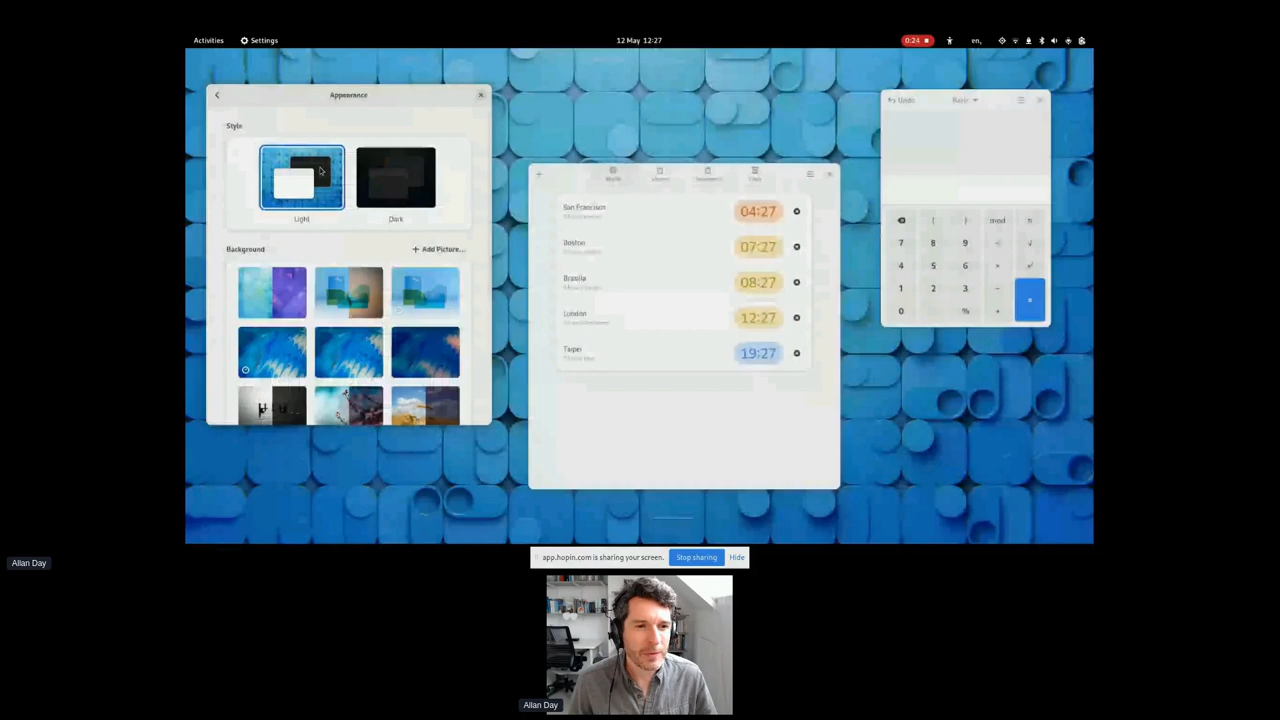 Activities Settings 12 May 12:27 0:24 en,
Appearance
Style
Light Dark
Background + Add Picture...
San Francisco 04:27
Boston 07:27
Brasilia 08:27
London 12:27
Taipei 19:27
Undo Basic
( ) mod π
7 8 9 ÷ √
4 5 6 ×
1 2 3 − =
0 % +
Allan Day
app.hopin.com is sharing your screen. Stop sharing Hide
Allan Day